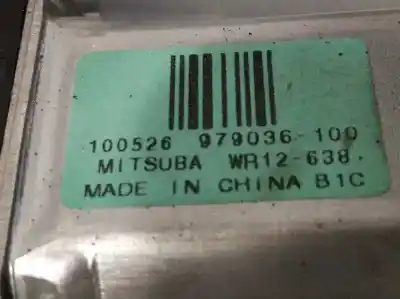 100526 979036-100
MITSUBA WR12-638
MADE IN CHINA B1C